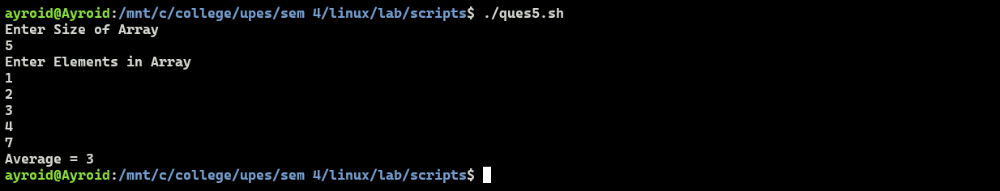 ayroid@Ayroid:/mnt/c/college/upes/sem 4/linux/lab/scripts$ ./ques5.sh
Enter Size of Array
5
Enter Elements in Array
1
2
3
4
7
Average = 3
ayroid@Ayroid:/mnt/c/college/upes/sem 4/linux/lab/scripts$